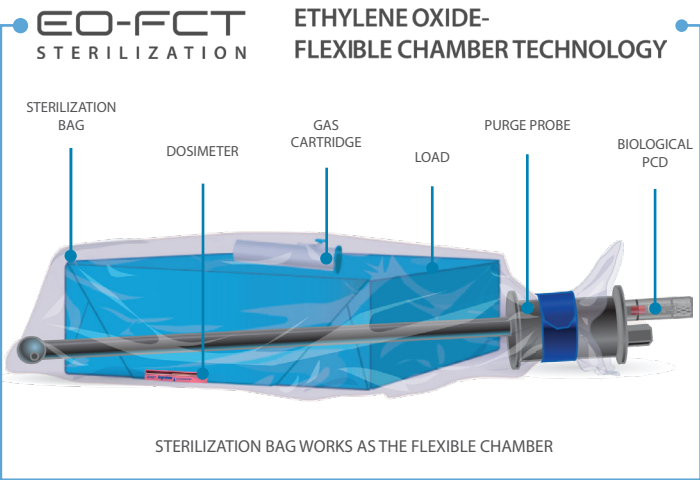 EO-FCT
STERILIZATION
ETHYLENE OXIDE-
FLEXIBLE CHAMBER TECHNOLOGY
STERILIZATION
BAG
DOSIMETER
GAS
CARTRIDGE
LOAD
PURGE PROBE
BIOLOGICAL
PCD
STERILIZATION BAG WORKS AS THE FLEXIBLE CHAMBER